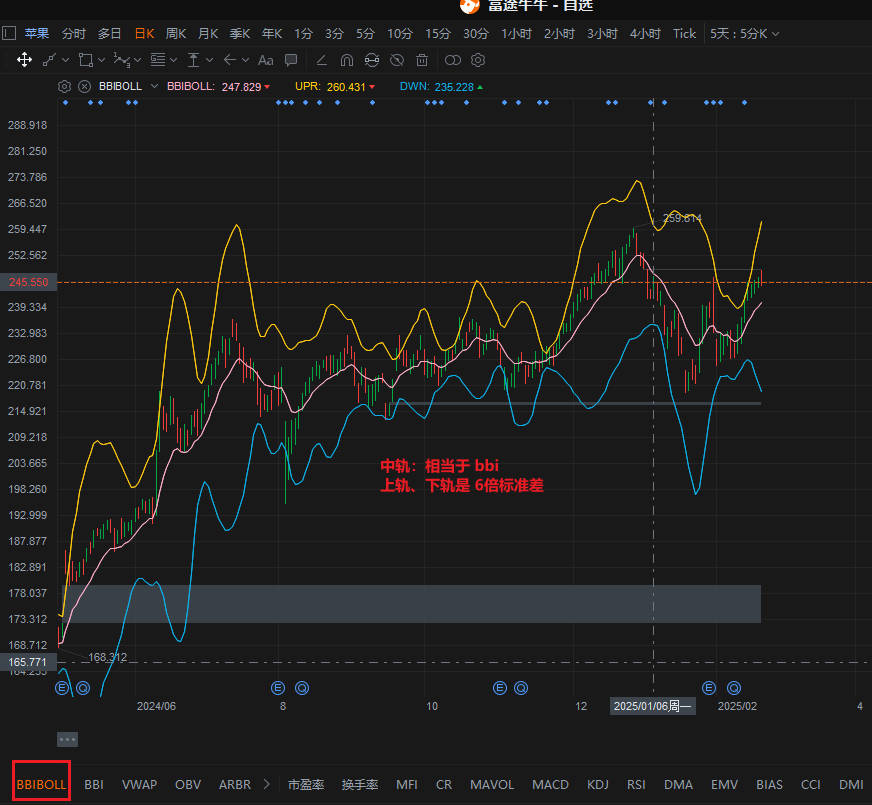 富途牛牛 - 自选
苹果 分时 多日 日K 周K 月K 季K 年K 1分 3分 5分 10分 15分 30分 1小时 2小时 3小时 4小时 Tick 5天 : 5分K
Aa
BBIBOLL BBIBOLL: 247.829 UPR: 260.431 DWN: 235.228
288.918
281.250
273.786
266.520
259.447
259.814
252.562
245.550
239.334
232.983
226.800
220.781
214.921
209.218
203.665
中轨：相当于 bbi
上轨、下轨是 6倍标准差
198.260
192.999
187.877
182.891
178.037
173.312
168.712
168.312
165.771
164.233
E Q E Q E Q E Q
2024/06 8 10 12 2025/01/06周一 2025/02 4
BBIBOLL BBI VWAP OBV ARBR 市盈率 换手率 MFI CR MAVOL MACD KDJ RSI DMA EMV BIAS CCI DMI